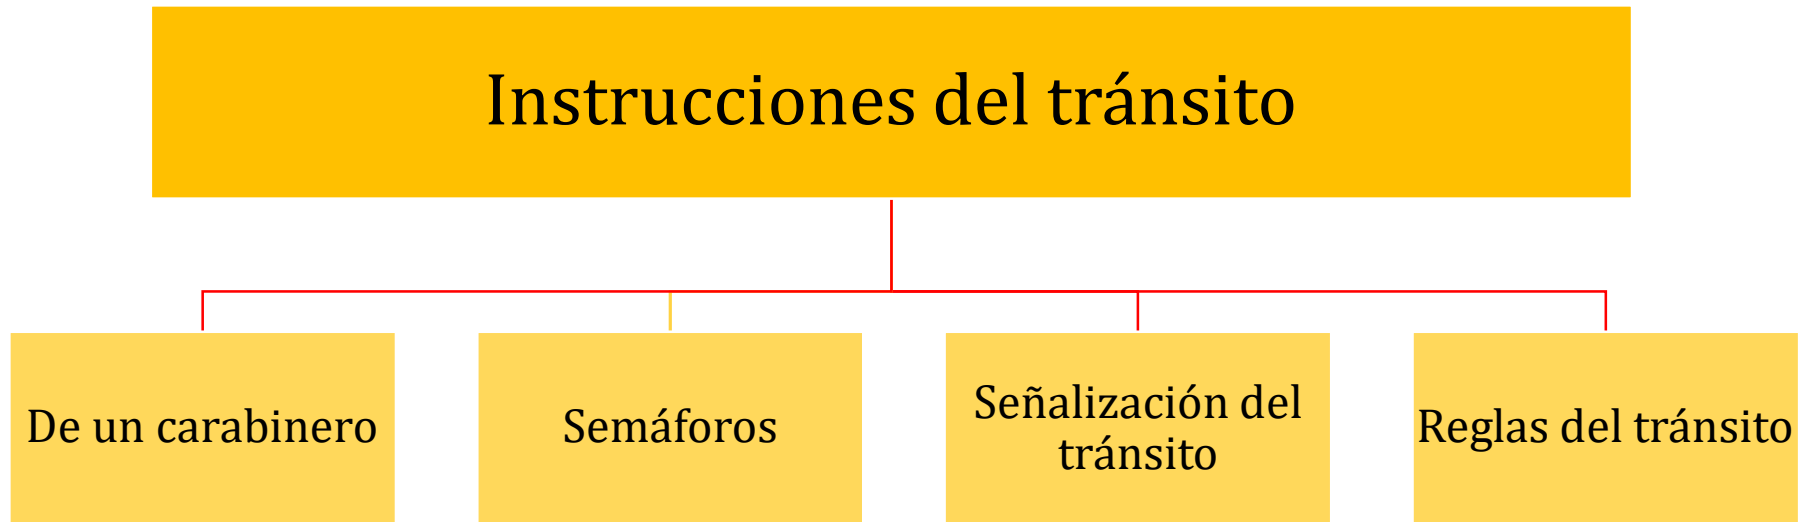 Instrucciones del tránsito
De un carabinero
Semáforos
Señalización del
tránsito
Reglas del tránsito